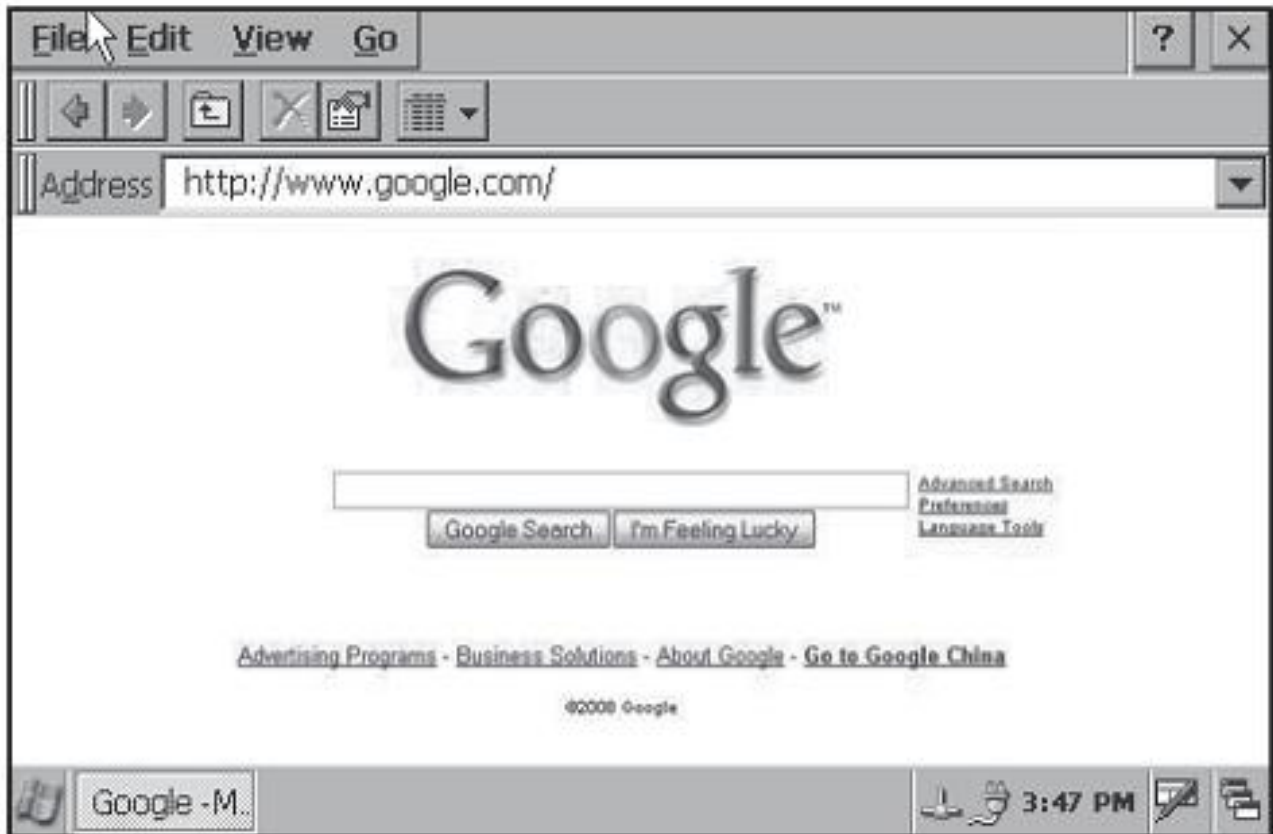 File Edit View Go ? ×
Address http://www.google.com/
Google™
Advanced Search
Preferences
Language Tools
Google Search I'm Feeling Lucky
Advertising Programs - Business Solutions - About Google - Go to Google China
©2008 Google
Google -M.. 3:47 PM